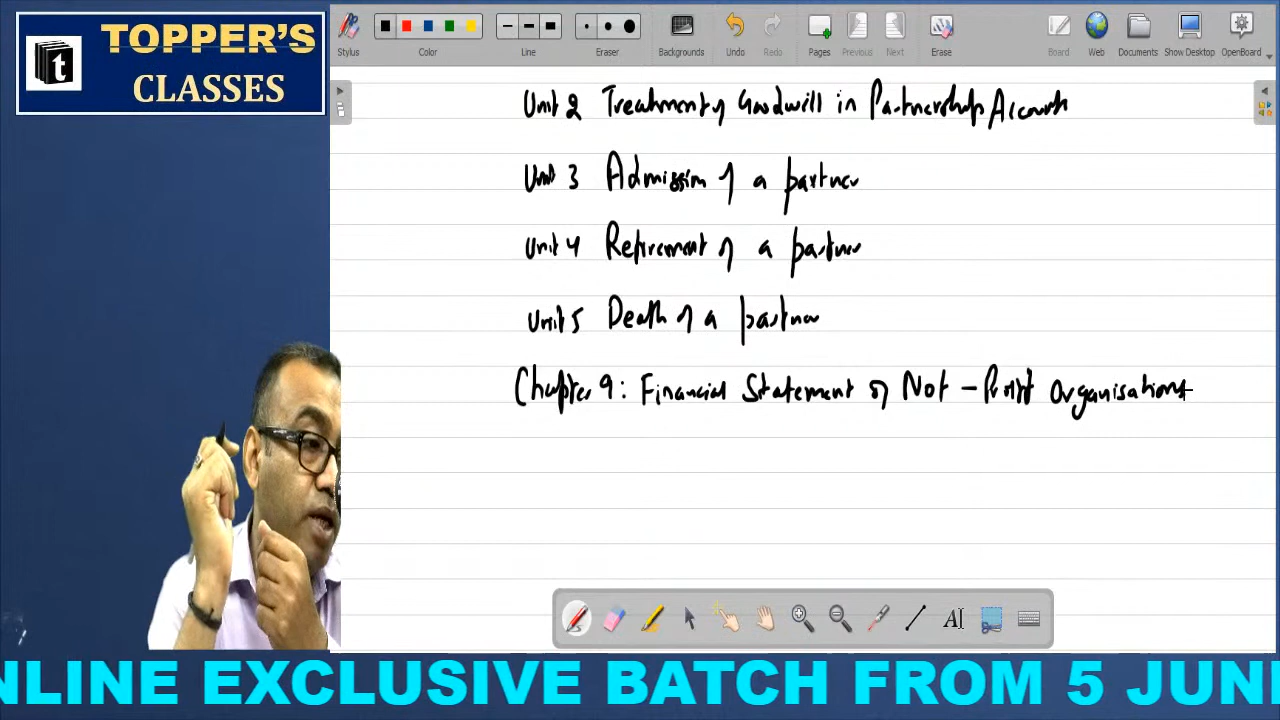 TOPPER'S
CLASSES
t
Stylus
Color
Line
Eraser
Backgrounds
Undo
Redo
Pages
Previous
Next
Erase
Board
Web
Documents
Show Desktop
OpenBoard
Unit 2 Treatment of Goodwill in Partnership Accounts
Unit 3 Admission of a partner
Unit 4 Retirement of a partner
Unit 5 Death of a partner
Chapter 9: Financial Statement of Not - Profit Organisations
AI
NLINE EXCLUSIVE BATCH FROM 5 JUN